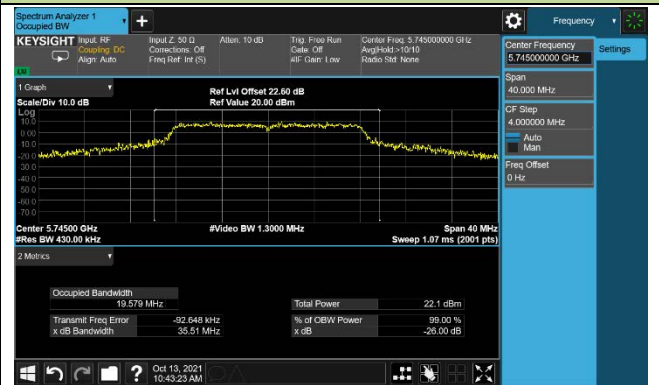 Spectrum Analyzer 1
Occupied BW
Frequency
KEYSIGHT
Input: RF
Coupling: DC
Align: Auto
Input Z: 50 Ω
Corrections: Off
Freq Ref: Int (S)
Atten: 10 dB
Trig: Free Run
Gate: Off
#IF Gain: Low
Center Freq: 5.745000000 GHz
Avg|Hold:>10/10
Radio Std: None
Center Frequency
5.745000000 GHz
Settings
Span
40.000 MHz
CF Step
4.000000 MHz
Auto
Man
Freq Offset
0 Hz
1 Graph
Scale/Div 10.0 dB
Ref Lvl Offset 22.60 dB
Ref Value 20.00 dBm
Log
10.0
0.00
-10.0
-20.0
-30.0
-40.0
-50.0
-60.0
-70.0
Center 5.74500 GHz
#Video BW 1.3000 MHz
Span 40 MHz
#Res BW 430.00 kHz
Sweep 1.07 ms (2001 pts)
2 Metrics
Occupied Bandwidth
19.579 MHz
Total Power 22.1 dBm
Transmit Freq Error -92.648 kHz
% of OBW Power 99.00 %
x dB Bandwidth 35.51 MHz
x dB -26.00 dB
Oct 13, 2021
10:43:23 AM